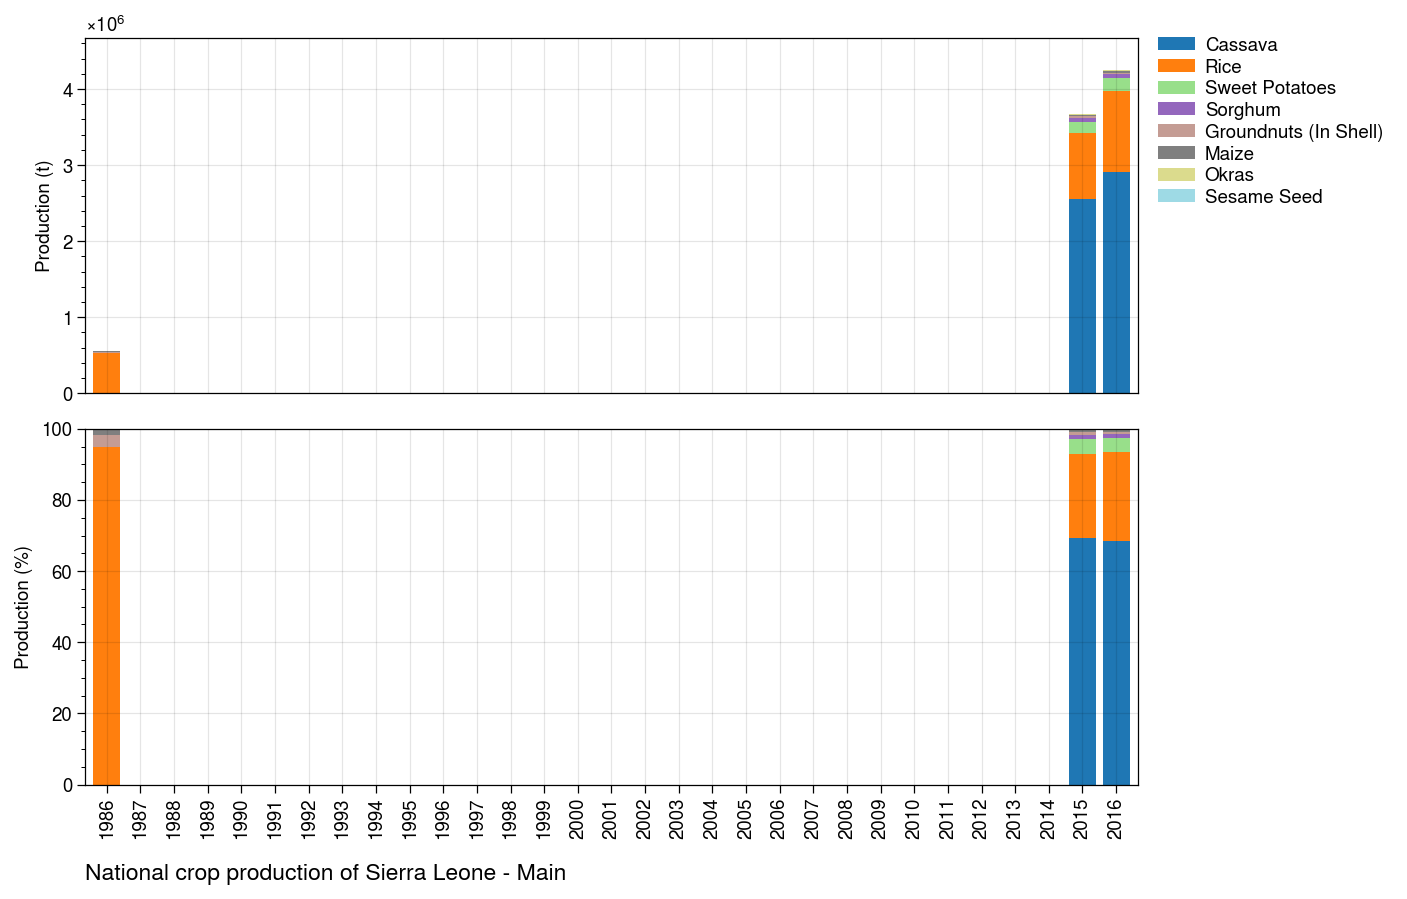 ×10⁶
Production (t)
4
3
2
1
0
Cassava
Rice
Sweet Potatoes
Sorghum
Groundnuts (In Shell)
Maize
Okras
Sesame Seed
Production (%)
100
80
60
40
20
0
1986 1987 1988 1989 1990 1991 1992 1993 1994 1995 1996 1997 1998 1999 2000 2001 2002 2003 2004 2005 2006 2007 2008 2009 2010 2011 2012 2013 2014 2015 2016
National crop production of Sierra Leone - Main